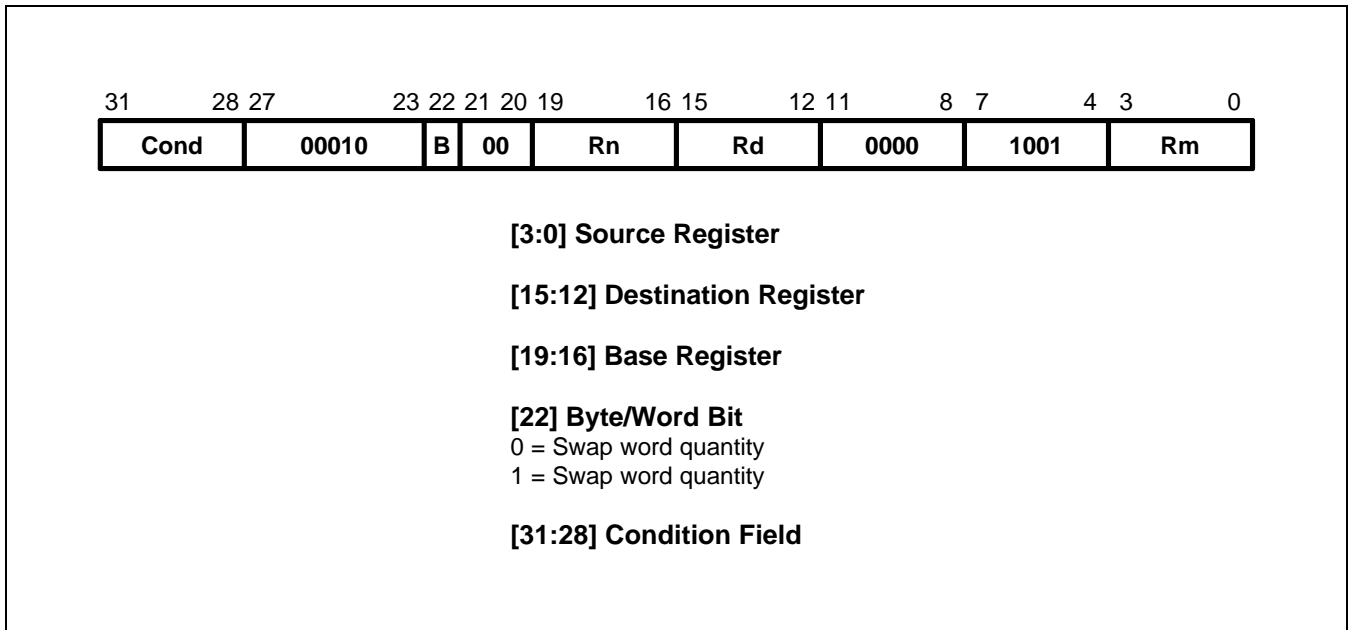 31 28 27 23 22 21 20 19 16 15 12 11 8 7 4 3 0
Cond 00010 B 00 Rn Rd 0000 1001 Rm
[3:0] Source Register
[15:12] Destination Register
[19:16] Base Register
[22] Byte/Word Bit
0 = Swap word quantity
1 = Swap word quantity
[31:28] Condition Field